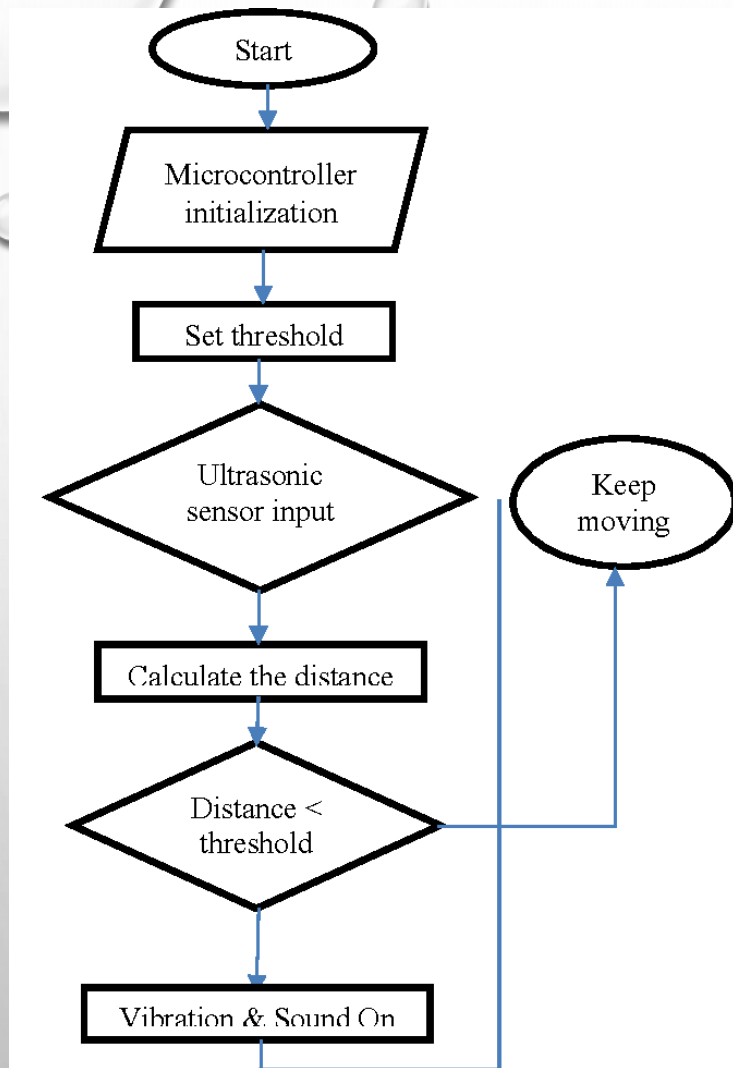 Start
Microcontroller
initialization
Set threshold
Ultrasonic
sensor input
Keep
moving
Calculate the distance
Distance <
threshold
Vibration & Sound On